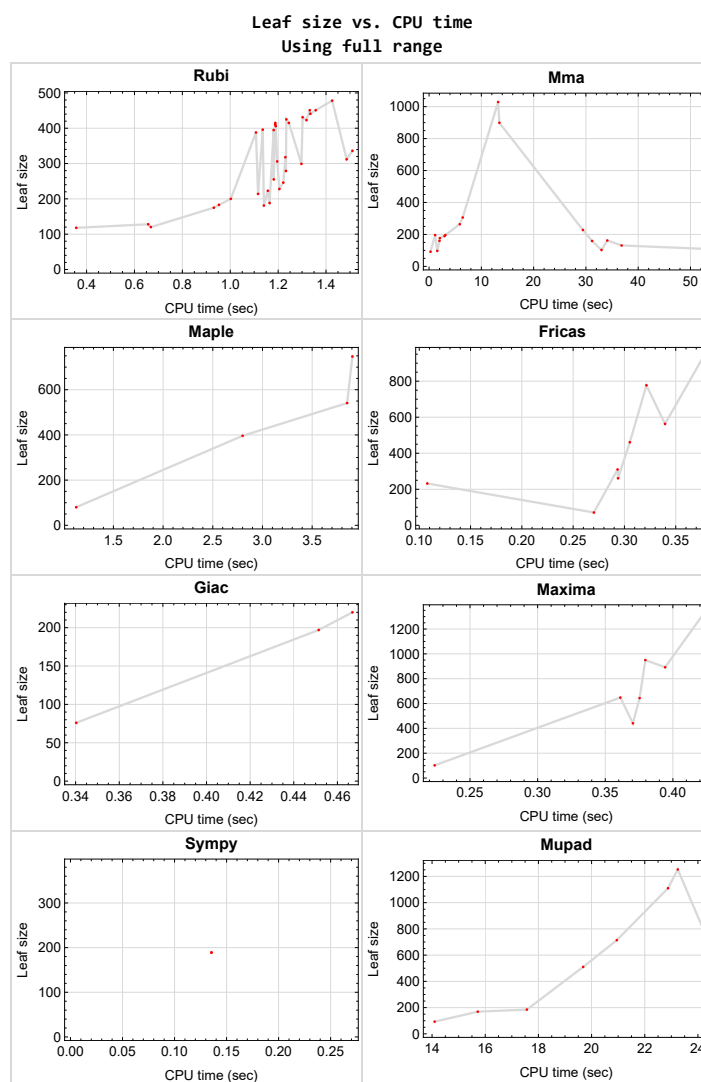 Leaf size vs. CPU time
Using full range
Rubi
Leaf size
500
400
300
200
100
0
0.4 0.6 0.8 1.0 1.2 1.4
CPU time (sec)
Mma
Leaf size
1000
800
600
400
200
0
0 10 20 30 40 50
CPU time (sec)
Maple
Leaf size
600
400
200
0
1.5 2.0 2.5 3.0 3.5
CPU time (sec)
Fricas
Leaf size
800
600
400
200
0
0.10 0.15 0.20 0.25 0.30 0.35
CPU time (sec)
Giac
Leaf size
200
150
100
50
0
0.34 0.36 0.38 0.40 0.42 0.44 0.46
CPU time (sec)
Maxima
Leaf size
1200
1000
800
600
400
200
0
0.25 0.30 0.35 0.40
CPU time (sec)
Sympy
Leaf size
300
200
100
0
0.00 0.05 0.10 0.15 0.20 0.25
CPU time (sec)
Mupad
Leaf size
1200
1000
800
600
400
200
0
14 16 18 20 22 24
CPU time (sec)